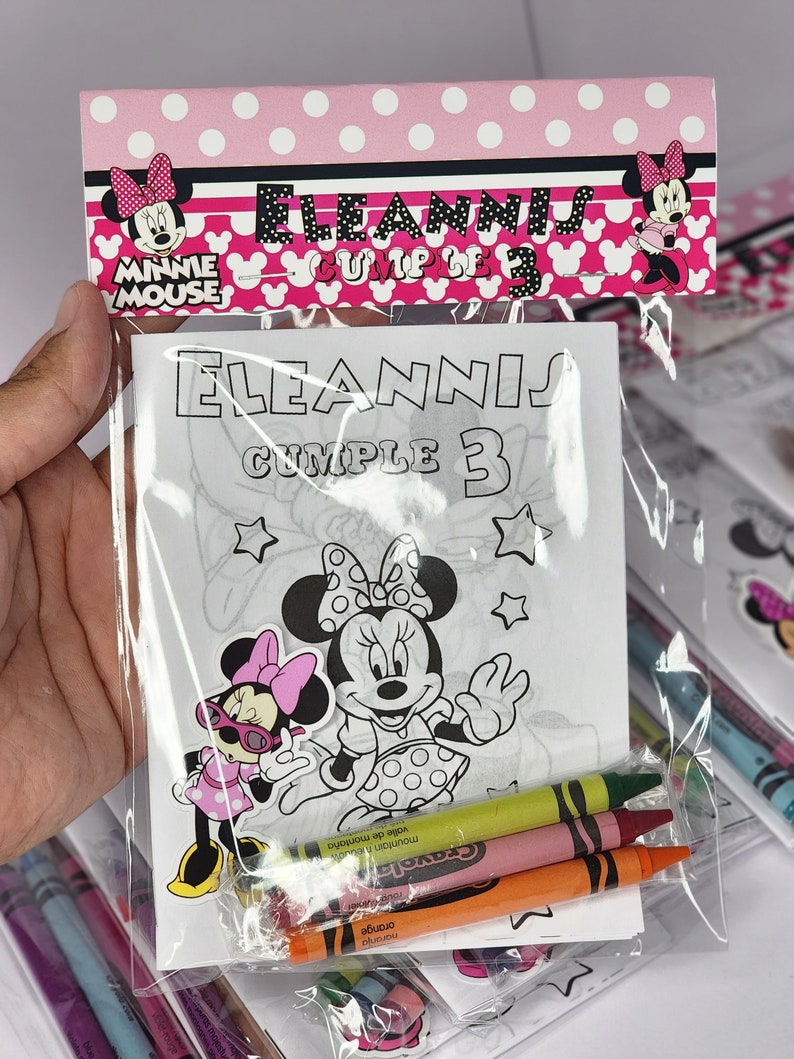 ELEANNIS
CUMPLE 3
MINNIE
MOUSE
ELEANNIS
CUMPLE 3
mountain meadow
valle de montaña
Crayola
orange
naranja